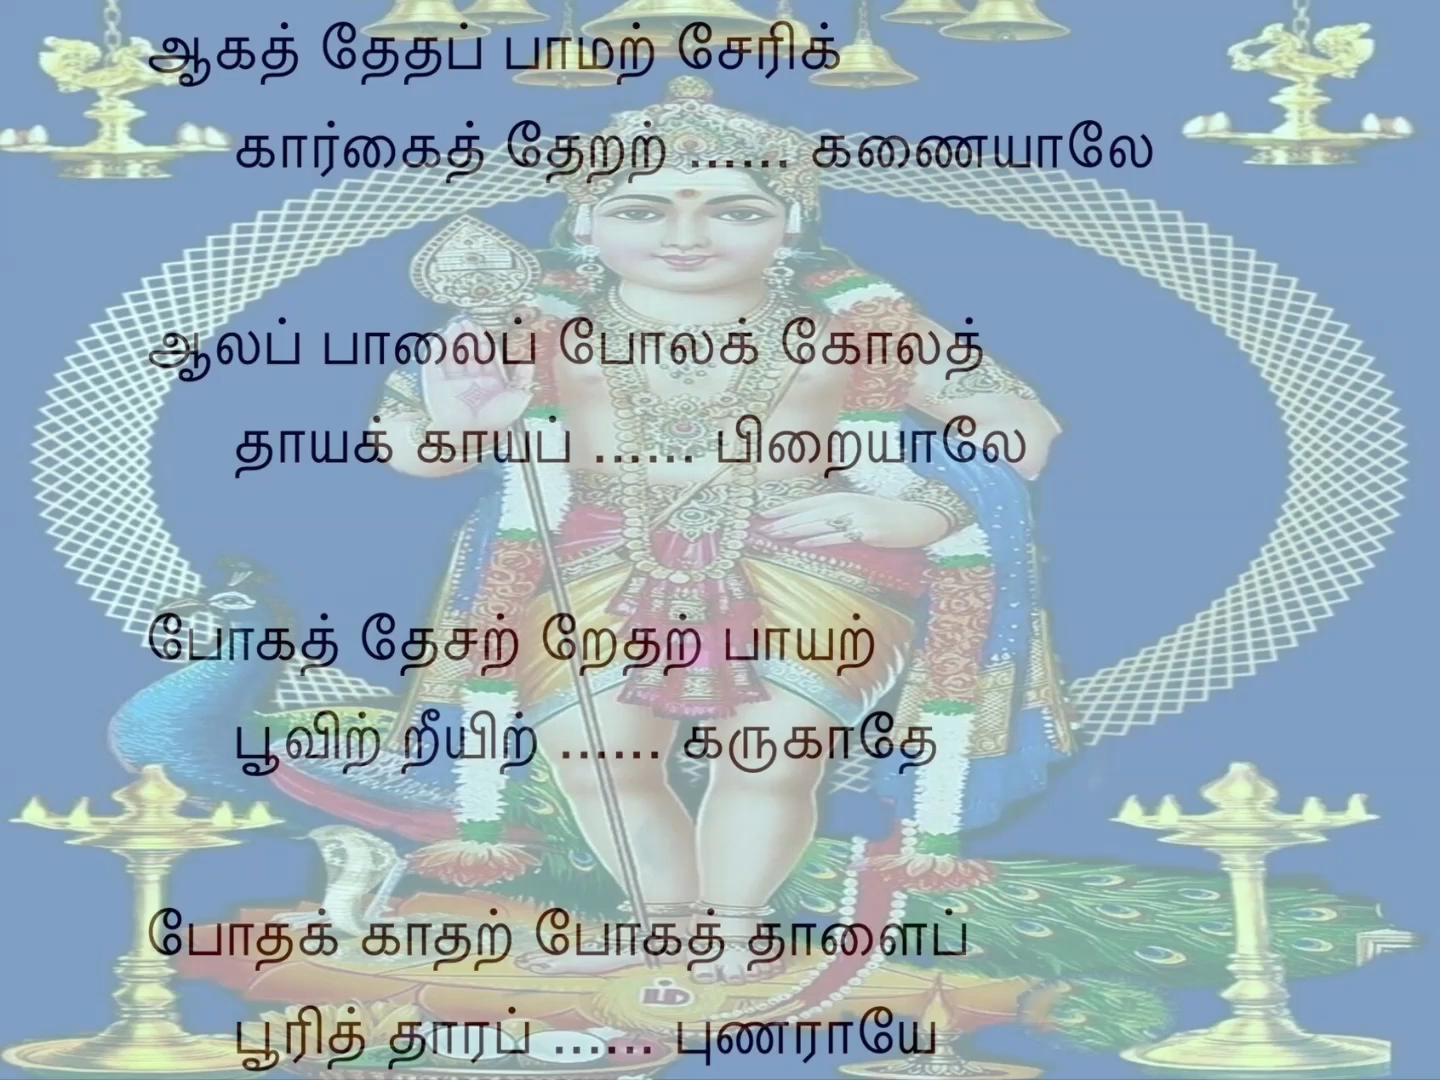 ஆகத் தேதப் பாமற் சேரிக்
கார்கைத் தேறற் ...... கணையாலே
ஆலப் பாலைப் போலக் கோலத்
தாயக் காயப் ...... பிறையாலே
போகத் தேசற் றேதற் பாயற்
பூவிற் றீயிற் ...... கருகாதே
போதக் காதற் போகத் தாளைப்
பூரித் தாரப் ...... புணராயே